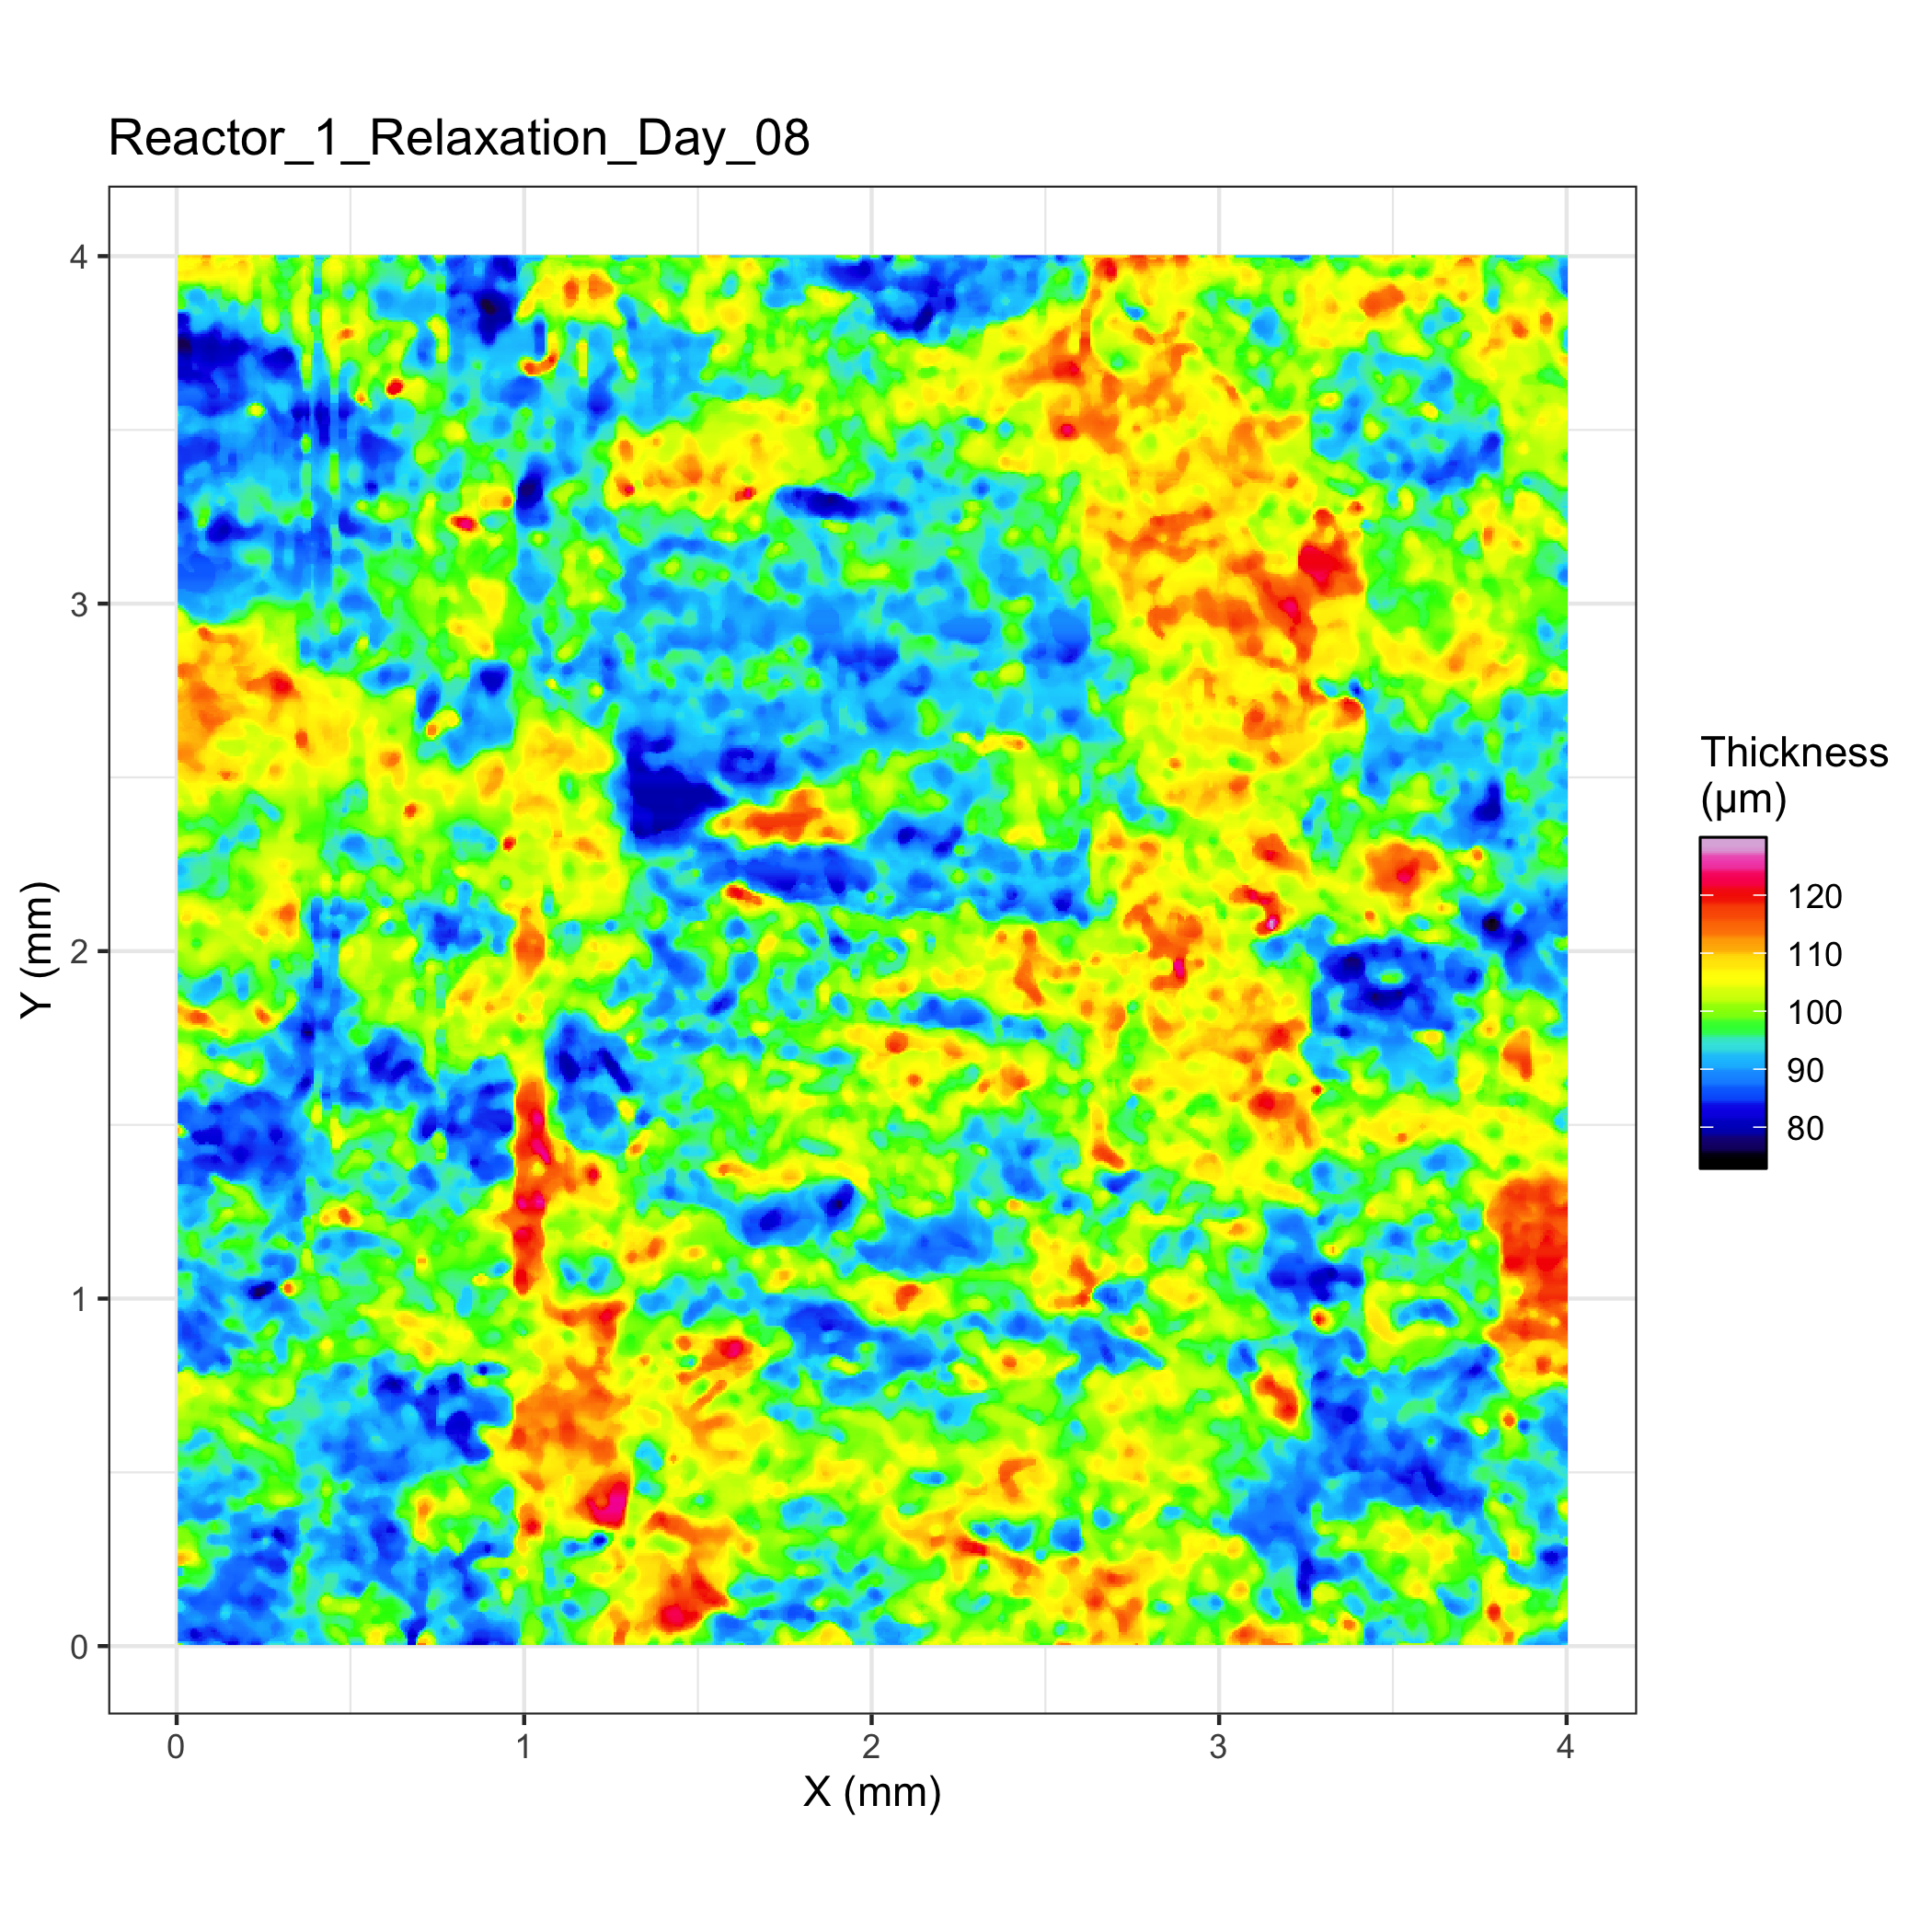 Reactor_1_Relaxation_Day_08
4
3
2
1
0
Y (mm)
0 1 2 3 4
X (mm)
Thickness
(µm)
120
110
100
90
80